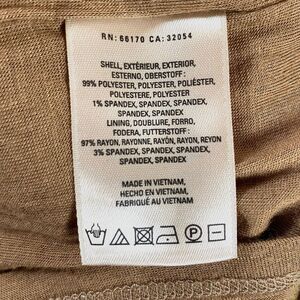 RN: 66170 CA: 32054
SHELL, EXTÉRIEUR, EXTERIOR,
ESTERNO, OBERSTOFF:
99% POLYESTER, POLYESTER, POLIÉSTER,
POLYESTERE, POLYESTER
1% SPANDEX, SPANDEX, SPANDEX,
SPANDEX, SPANDEX
LINING, DOUBLURE, FORRO,
FODERA, FUTTERSTOFF:
97% RAYON, RAYONNE, RAYÓN, RAYON, REYON
3% SPANDEX, SPANDEX, SPANDEX,
SPANDEX, SPANDEX
MADE IN VIETNAM,
HECHO EN VIETNAM,
FABRIQUÉ AU VIETNAM